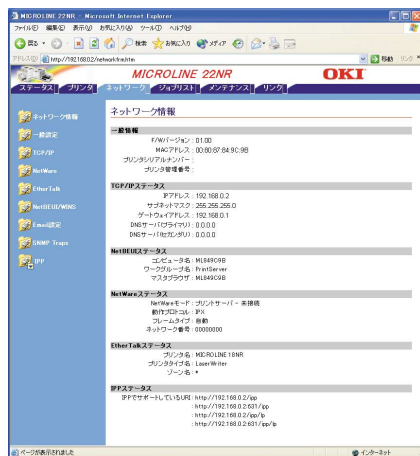 MICROLINE 22NR - Microsoft Internet Explorer
ファイル(F) 編集(E) 表示(V) お気に入り(A) ツール(T) ヘルプ(H)
戻る 検索 お気に入り メディア
アドレス(D) http://192.168.0.2/networkfrm.htm 移動 リンク
MICROLINE 22NR OKI
ステータス プリンタ ネットワーク ジョブリスト メンテナンス リンク
ネットワーク情報
一般設定
TCP/IP
NetWare
EtherTalk
NetBEUI/WINS
Email設定
SNMP Traps
IPP
ネットワーク情報
一般情報
F/Wバージョン : 01.00
MACアドレス : 00:80:87:84:9C:9B
プリンタシリアルナンバー :
プリンタ管理番号 :
TCP/IPステータス
IPアドレス : 192.168.0.2
サブネットマスク : 255.255.255.0
ゲートウェイアドレス : 192.168.0.1
DNSサーバ(プライマリ) : 0.0.0.0
DNSサーバ(セカンダリ) : 0.0.0.0
NetBEUIステータス
コンピュータ名 : ML849C9B
ワークグループ名 : PrintServer
マスタブラウザ : ML849C9B
NetWareステータス
NetWareモード : プリントサーバ - 未接続
動作プロトコル : IPX
フレームタイプ : 自動
ネットワーク番号 : 00000000
EtherTalkステータス
プリンタ名 : MICROLINE 18NR
プリンタタイプ名 : LaserWriter
ゾーン名 : *
IPPステータス
IPPでサポートしているURI : http://192.168.0.2/ipp
: http://192.168.0.2:631/ipp
: http://192.168.0.2/ipp/lp
: http://192.168.0.2:631/ipp/lp
ページが表示されました インターネット